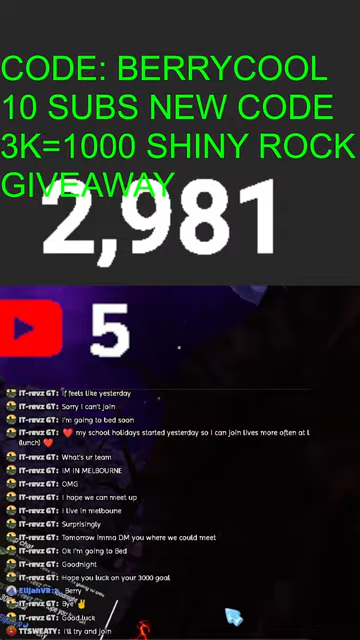 CODE: BERRYCOOL
10 SUBS NEW CODE
3K=1000 SHINY ROCK
GIVEAWAY
2,981
5
IT-revz GT: If feels like yesterday
IT-revz GT: Sorry I can't join
IT-revz GT: I'm going to bed soon
IT-revz GT: ❤️ my school holidays started yesterday so I can join lives more often at l
(lunch) ❤️
IT-revz GT: What's ur team
IT-revz GT: IM IN MELBOURNE
IT-revz GT: OMG
IT-revz GT: I hope we can meet up
IT-revz GT: I live in melboune
IT-revz GT: Surprisingly
IT-revz GT: Tomorrow imma DM you where we could meet
IT-revz GT: Ok I'm going to Bed
IT-revz GT: Goodnight
IT-revz GT: Hope you luck on your 3000 goal
ElijahVR: Berry
IT-revz GT: Bye ✌️
IT-revz GT: Good luck
TTSWEATY: I'll try and join